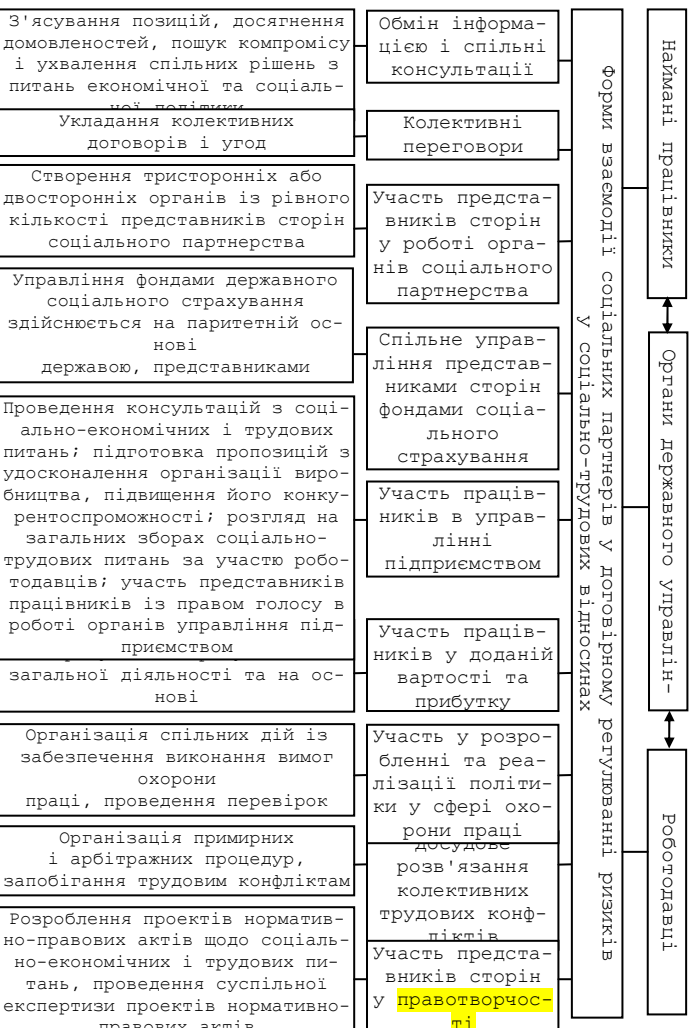 З'ясування позицій, досягнення
домовленостей, пошук компромісу
і ухвалення спільних рішень з
питань економічної та соціаль-
ної політики
Обмін інформа-
цією і спільні
консультації
Укладання колективних
договорів і угод
Колективні
переговори
Створення тристоронніх або
двосторонніх органів із рівного
кількості представників сторін
соціального партнерства
Участь предста-
вників сторін
у роботі орга-
нів соціального
партнерства
Управління фондами державного
соціального страхування
здійснюється на паритетній ос-
нові
державою, представниками
Спільне управ-
ління представ-
никами сторін
фондами соціа-
льного
страхування
Проведення консультацій з соці-
ально-економічних і трудових
питань; підготовка пропозицій з
удосконалення організації виро-
бництва, підвищення його конку-
рентоспроможності; розгляд на
загальних зборах соціально-
трудових питань за участю робо-
тодавців; участь представників
працівників із правом голосу в
роботі органів управління під-
приємством
Участь праців-
ників в управ-
лінні
підприємством
загальної діяльності та на ос-
нові
Участь праців-
ників у доданій
вартості та
прибутку
Організація спільних дій із
забезпечення виконання вимог
охорони
праці, проведення перевірок
Участь у розро-
бленні та реа-
лізації політи-
ки у сфері охо-
рони праці
Організація примирних
і арбітражних процедур,
запобігання трудовим конфліктам
досудове
розв'язання
колективних
трудових конф-
ліктів
Розроблення проектів норматив-
но-правових актів щодо соціаль-
но-економічних і трудових пи-
тань, проведення суспільної
експертизи проектів нормативно-
правових актів
Участь предста-
вників сторін
у правотворчос-
ті
Форми взаємодії соціальних партнерів у договірному регулюванні ризиків
у соціально-трудових відносинах
Наймані працівники
Органи державного управлін-
Роботодавці